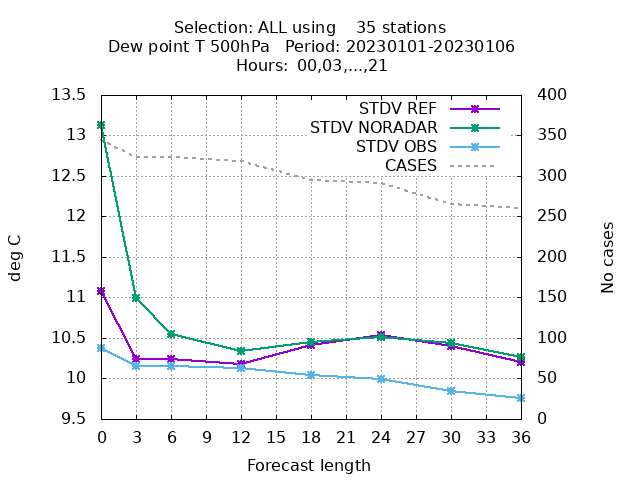 Selection: ALL using    35 stations
Dew point T 500hPa   Period: 20230101-20230106
Hours: 00,03,...,21
STDV REF
STDV NORADAR
STDV OBS
CASES
deg C
13.5
13
12.5
12
11.5
11
10.5
10
9.5
400
350
300
250
200
150
100
50
0
No cases
0 3 6 9 12 15 18 21 24 27 30 33 36
Forecast length